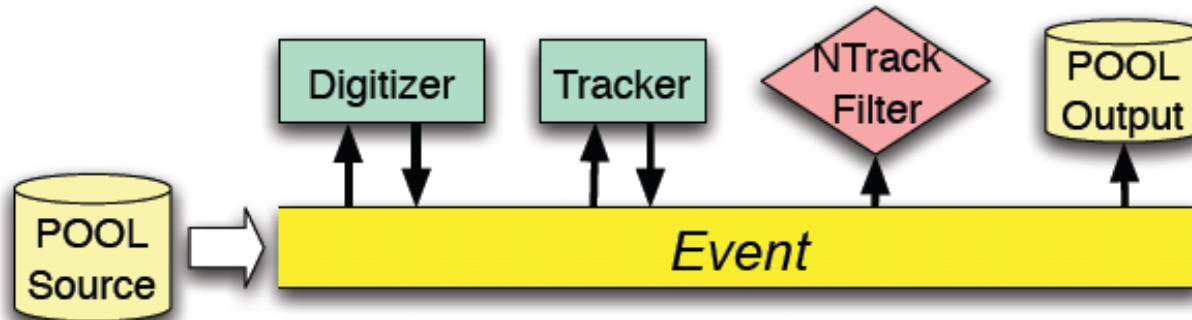 Digitizer
Tracker
NTrack
Filter
POOL
Output
POOL
Source
Event